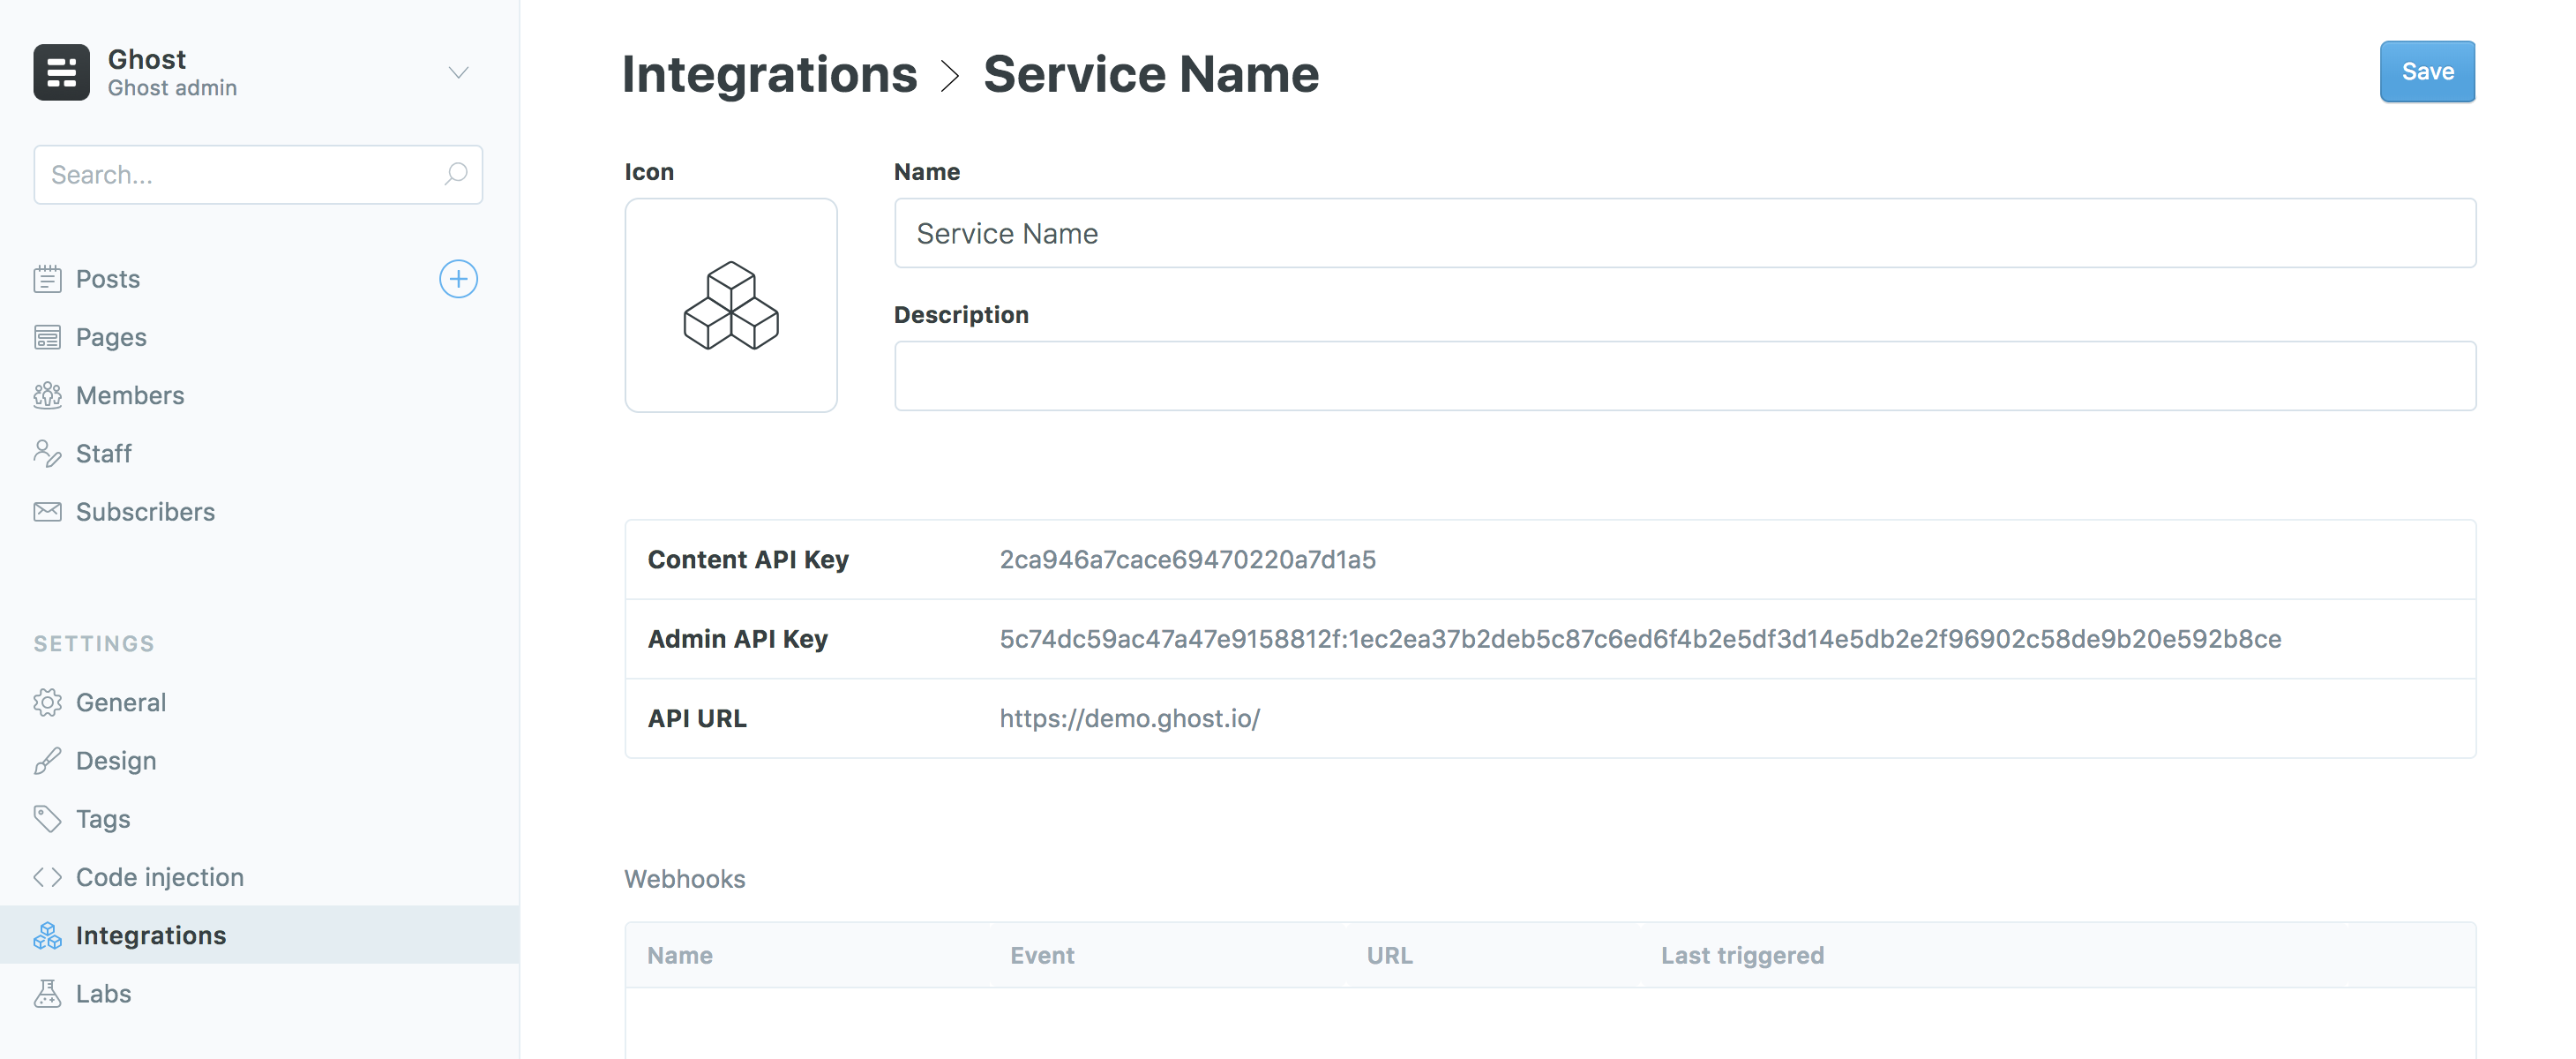 Ghost
Ghost admin
Search...
Posts
Pages
Members
Staff
Subscribers
SETTINGS
General
Design
Tags
Code injection
Integrations
Labs
Integrations > Service Name
Save
Icon
Name
Service Name
Description
Content API Key 2ca946a7cace69470220a7d1a5
Admin API Key 5c74dc59ac47a47e9158812f:1ec2ea37b2deb5c87c6ed6f4b2e5df3d14e5db2e2f96902c58de9b20e592b8ce
API URL https://demo.ghost.io/
Webhooks
Name Event URL Last triggered